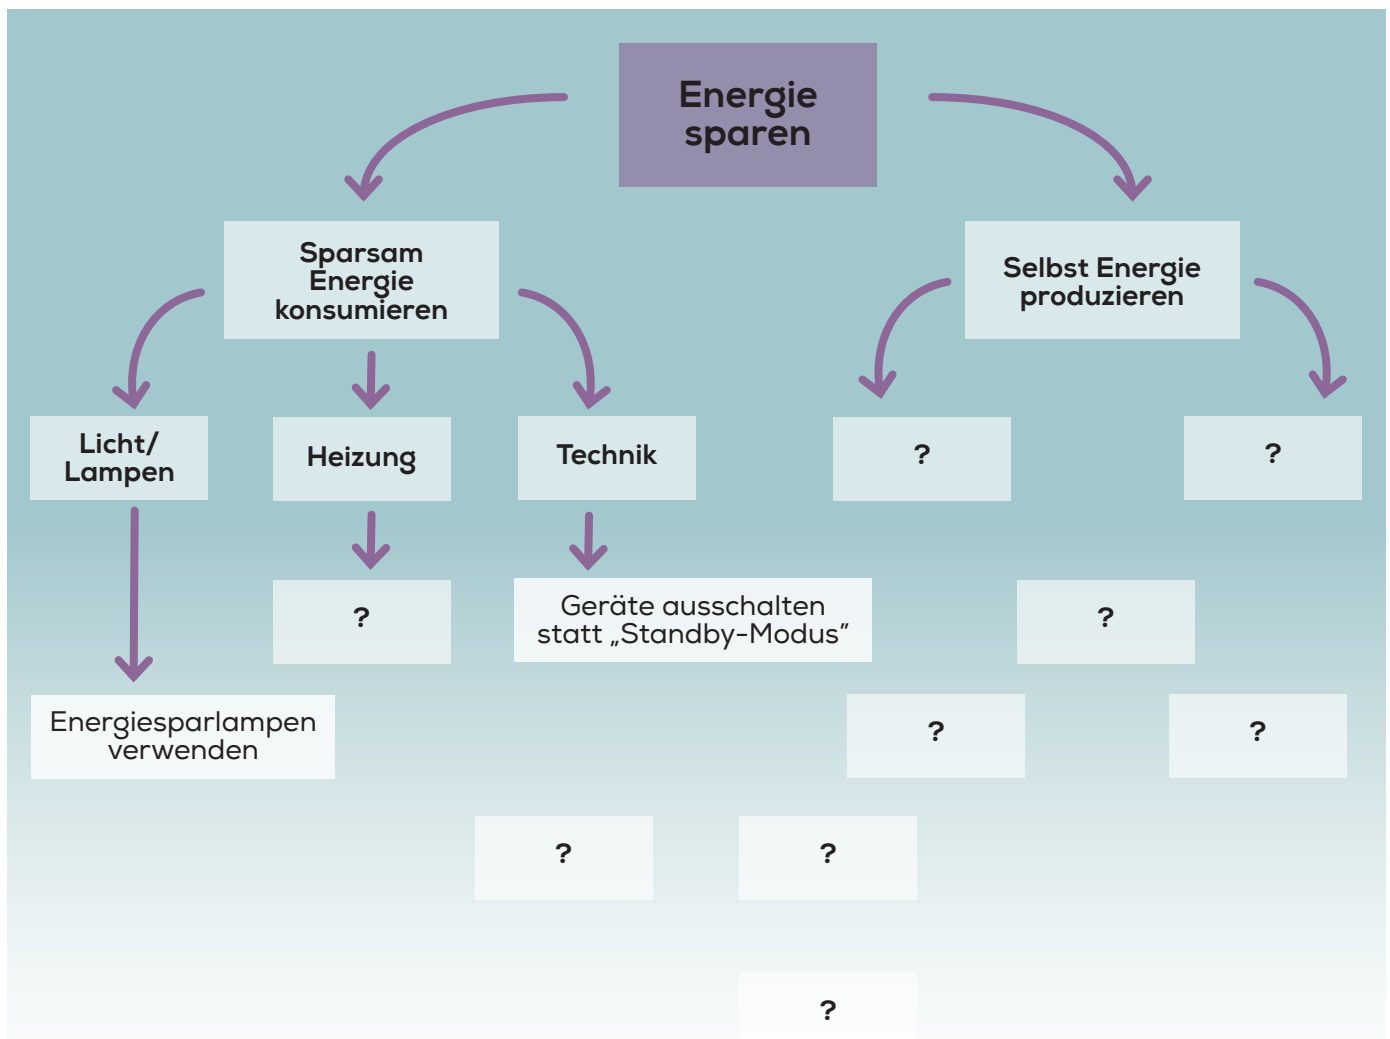 Energie
sparen
Sparsam
Energie
konsumieren
Selbst Energie
produzieren
Licht/
Lampen
Heizung
Technik
?
?
?
Geräte ausschalten
statt „Standby-Modus”
?
Energiesparlampen
verwenden
?
?
?
?
?